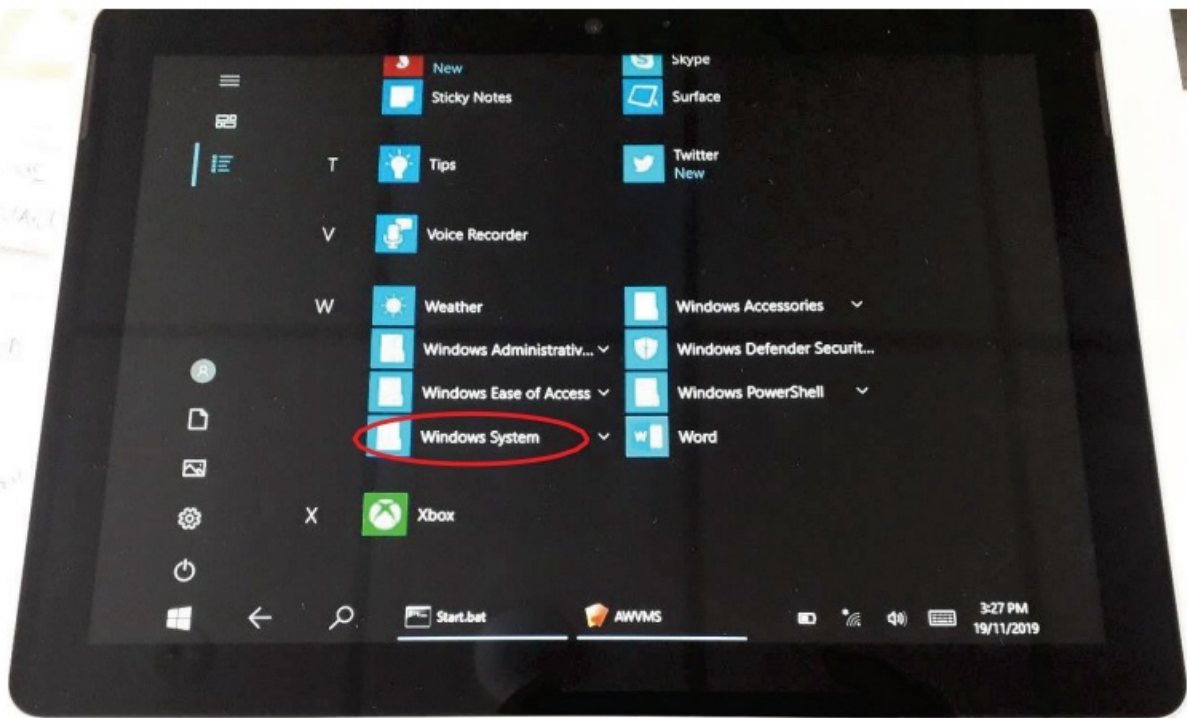 New
Skype
Sticky Notes
Surface
T
Tips
Twitter
New
V
Voice Recorder
W
Weather
Windows Accessories
Windows Administrativ...
Windows Defender Securit...
Windows Ease of Access
Windows PowerShell
Windows System
Word
X
Xbox
Start.bat
AWVMS
3:27 PM
19/11/2019